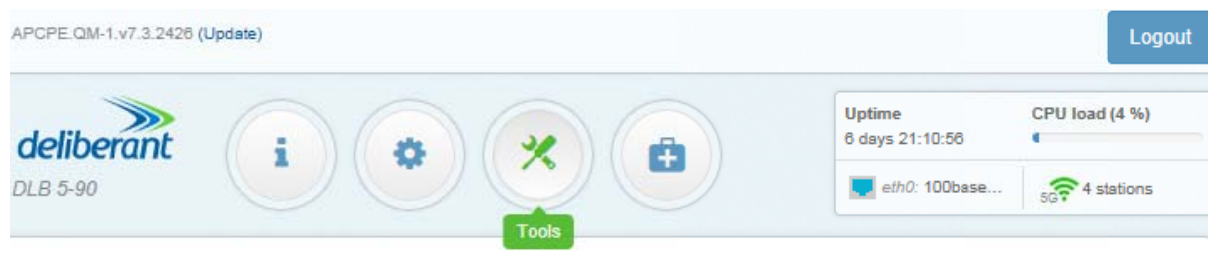 APCPE.QM-1.v7.3.2426 (Update)
Logout
deliberant
DLB 5-90
Tools
Uptime
6 days 21:10:56
CPU load (4 %)
eth0: 100base...
5G 4 stations